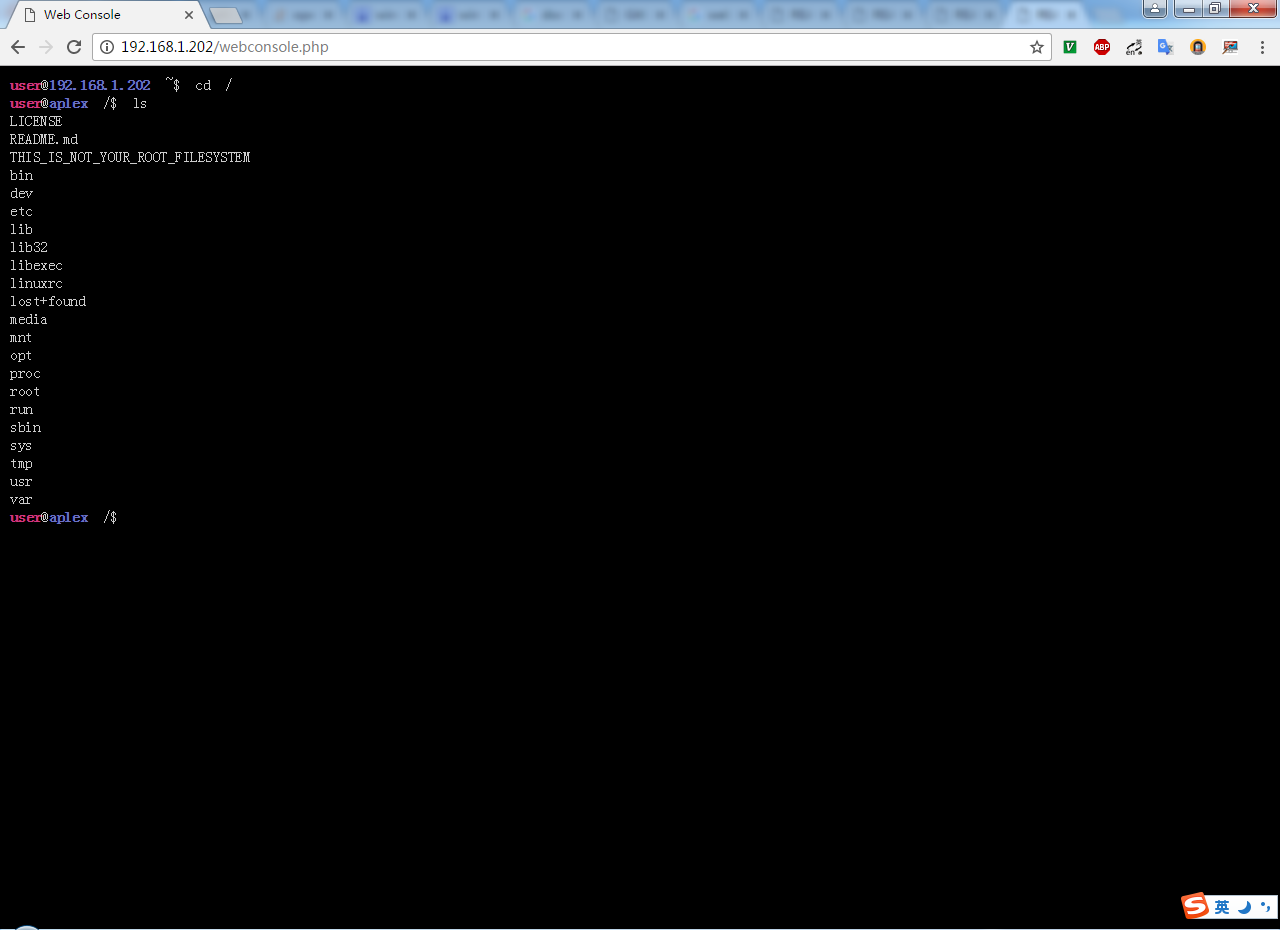 Web Console
192.168.1.202/webconsole.php
V
ABP
en
user@192.168.1.202 ~$ cd /
user@aplex /$ ls
LICENSE
README.md
THIS_IS_NOT_YOUR_ROOT_FILESYSTEM
bin
dev
etc
lib
lib32
libexec
linuxrc
lost+found
media
mnt
opt
proc
root
run
sbin
sys
tmp
usr
var
user@aplex /$
S 英